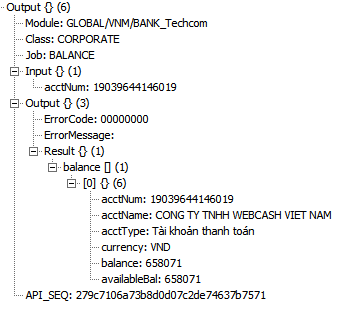 Output {} (6)
Module: GLOBAL/VNM/BANK_Techcom
Class: CORPORATE
Job: BALANCE
Input {} (1)
acctNum: 19039644146019
Output {} (3)
ErrorCode: 00000000
ErrorMessage:
Result {} (1)
balance [] (1)
[0] {} (6)
acctNum: 19039644146019
acctName: CONG TY TNHH WEBCASH VIET NAM
acctType: Tài khoản thanh toán
currency: VND
balance: 658071
availableBal: 658071
API_SEQ: 279c7106a73b8d0d07c2de74637b7571